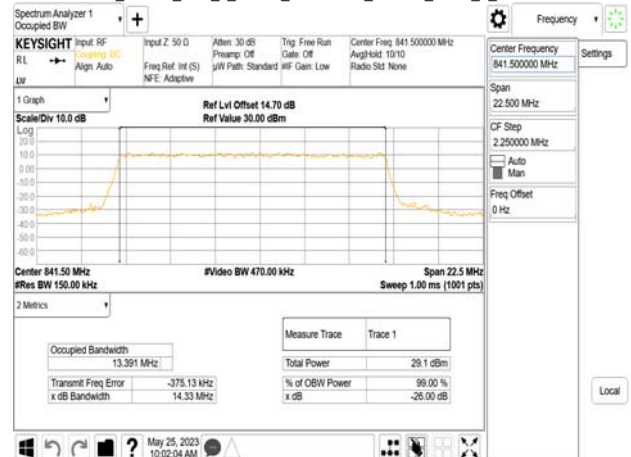 Spectrum Analyzer 1
Occupied BW
Frequency
KEYSIGHT
Input: RF
Coupling: DC
Align: Auto
Input Z: 50 Ω
Freq Ref: Int (S)
NFE: Adaptive
Atten: 30 dB
Preamp: Off
µW Path: Standard
Trig: Free Run
Gate: Off
#IF Gain: Low
Center Freq: 841.500000 MHz
Avg|Hold: 10/10
Radio Std: None
RL
Center Frequency
841.500000 MHz
Settings
Span
22.500 MHz
CF Step
2.250000 MHz
Auto
Man
Freq Offset
0 Hz
Local
1 Graph
Scale/Div 10.0 dB
Ref Lvl Offset 14.70 dB
Ref Value 30.00 dBm
Log
20.0
10.0
0.00
-10.0
-20.0
-30.0
-40.0
-50.0
-60.0
Center 841.50 MHz
#Video BW 470.00 kHz
Span 22.5 MHz
#Res BW 150.00 kHz
Sweep 1.00 ms (1001 pts)
2 Metrics
Measure Trace
Trace 1
Occupied Bandwidth
13.391 MHz
Total Power
29.1 dBm
Transmit Freq Error
-375.13 kHz
% of OBW Power
99.00 %
x dB Bandwidth
14.33 MHz
x dB
-26.00 dB
?
May 25, 2023
10:02:04 AM